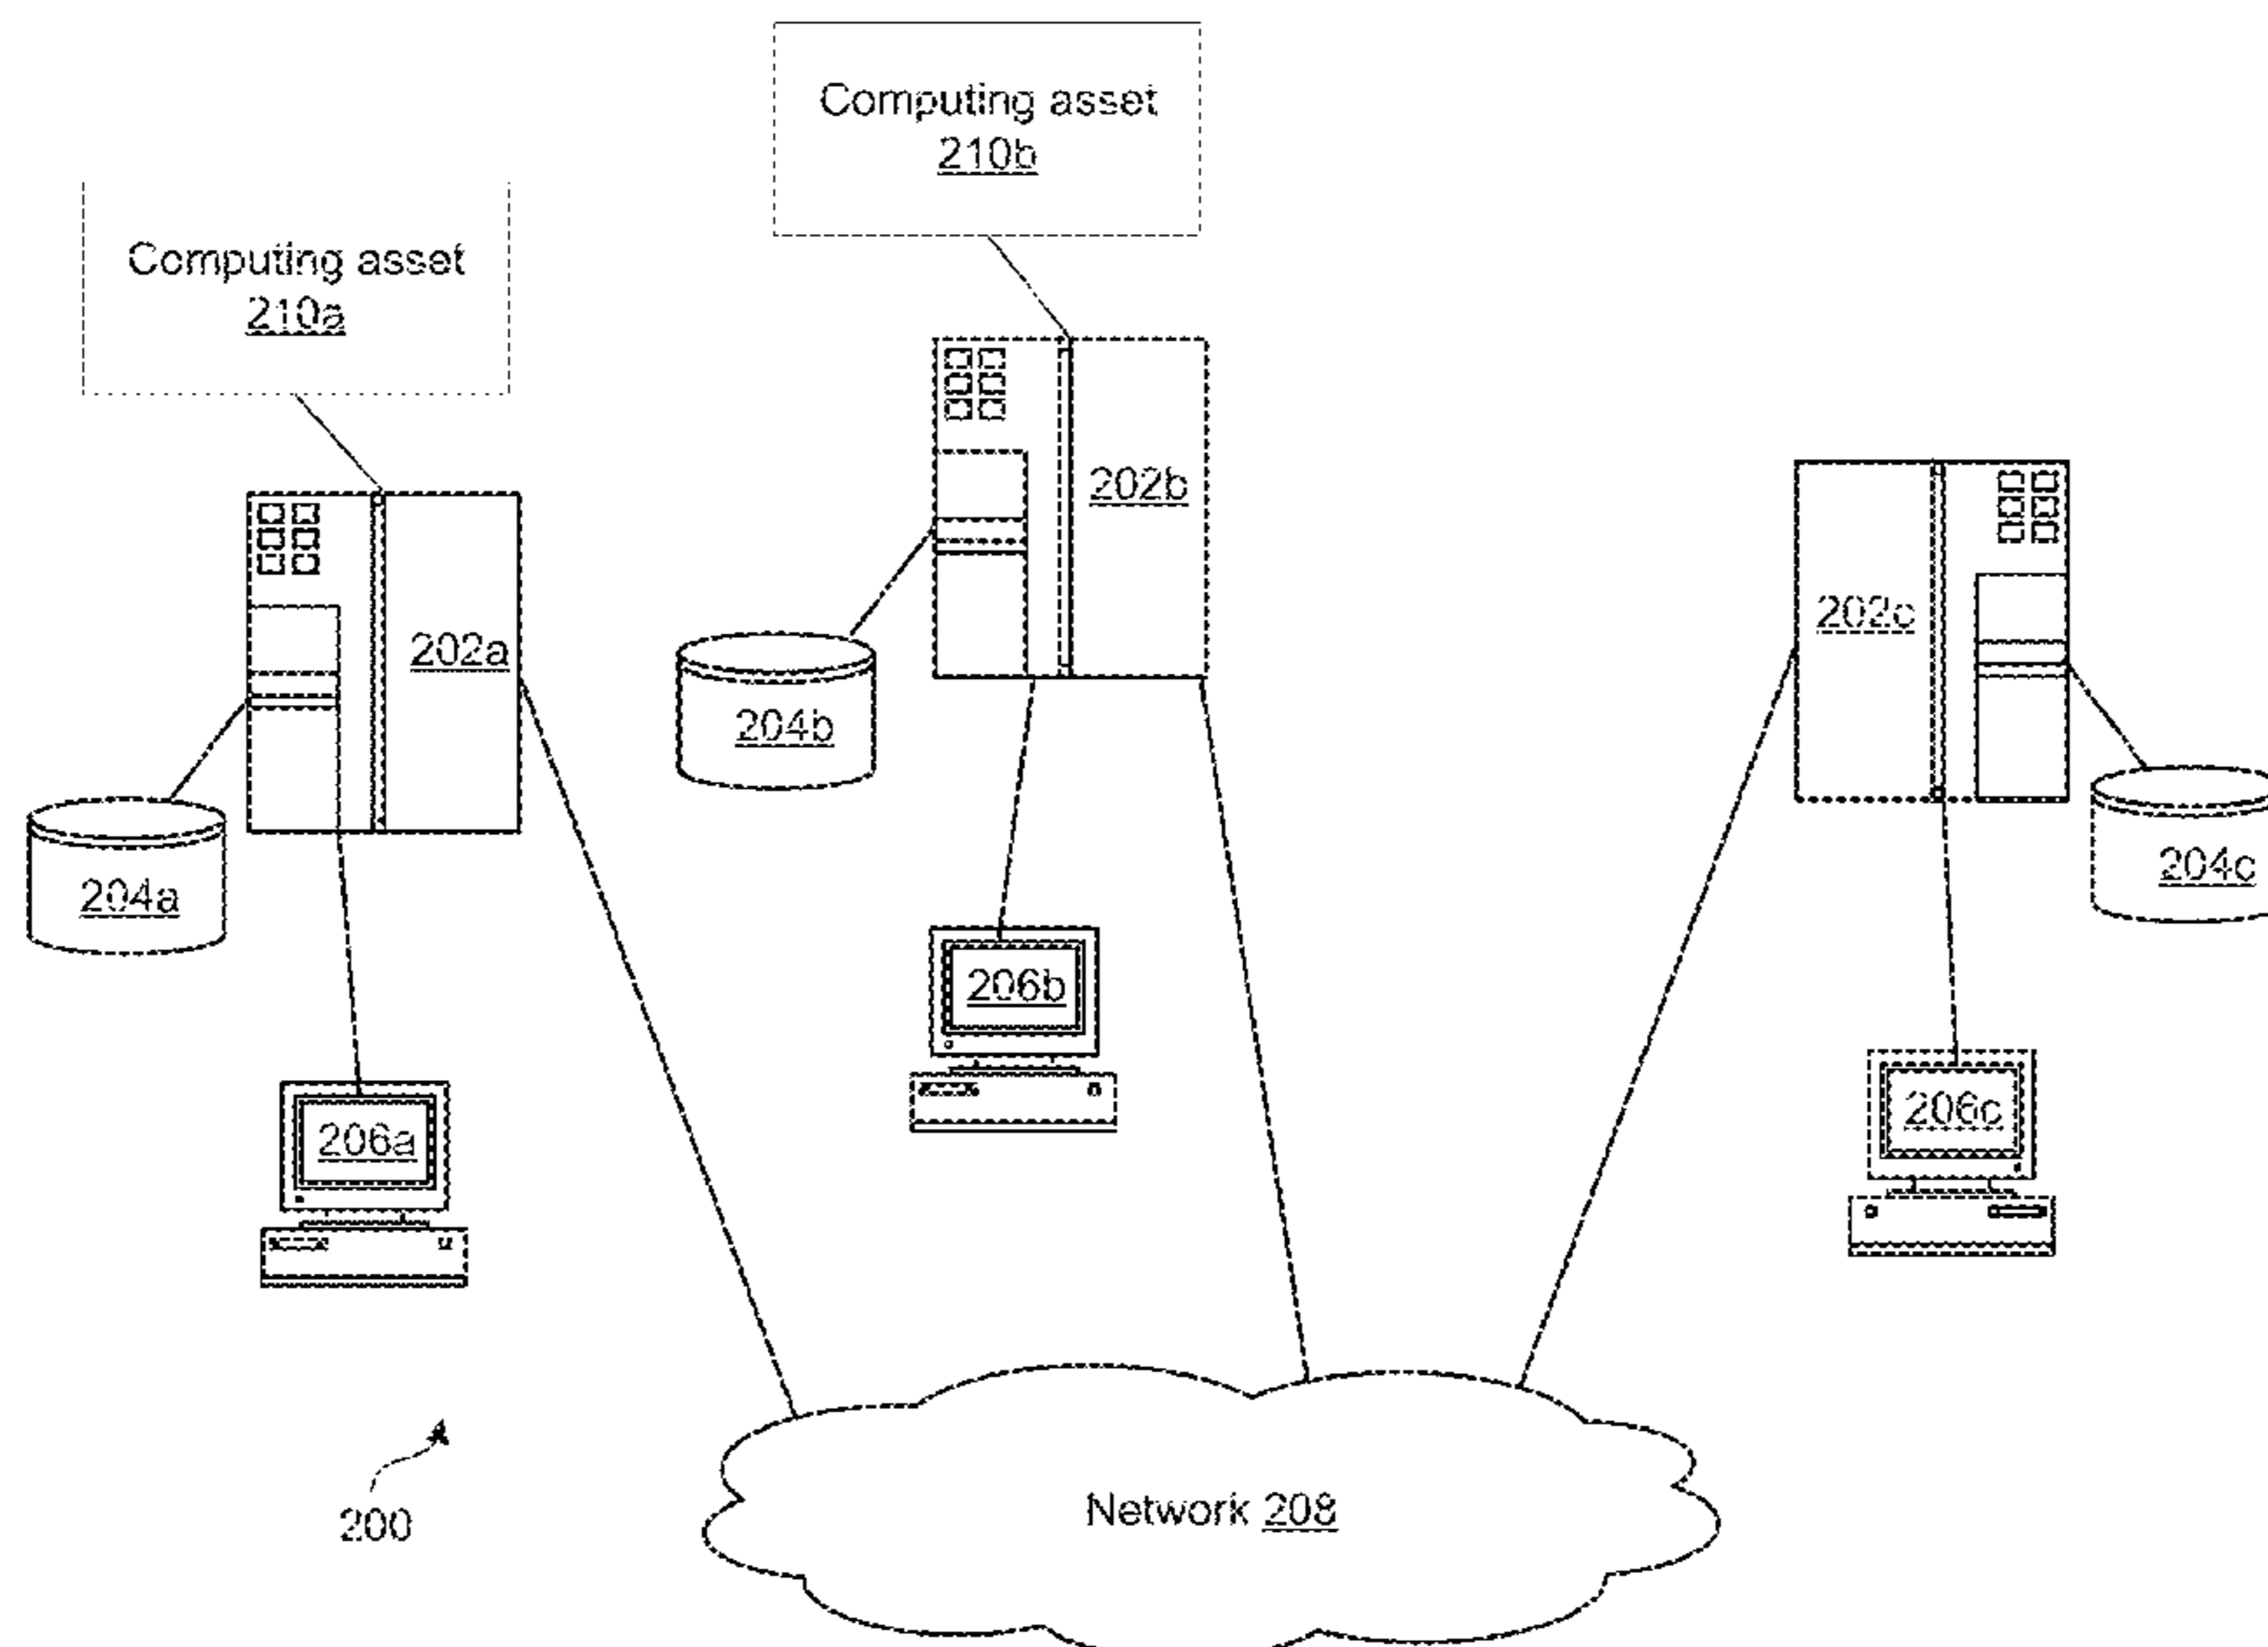 Computing asset
210b
Computing asset
210a
202b
202c
202a
204b
204c
204a
206b
206c
206a
Network 208
200